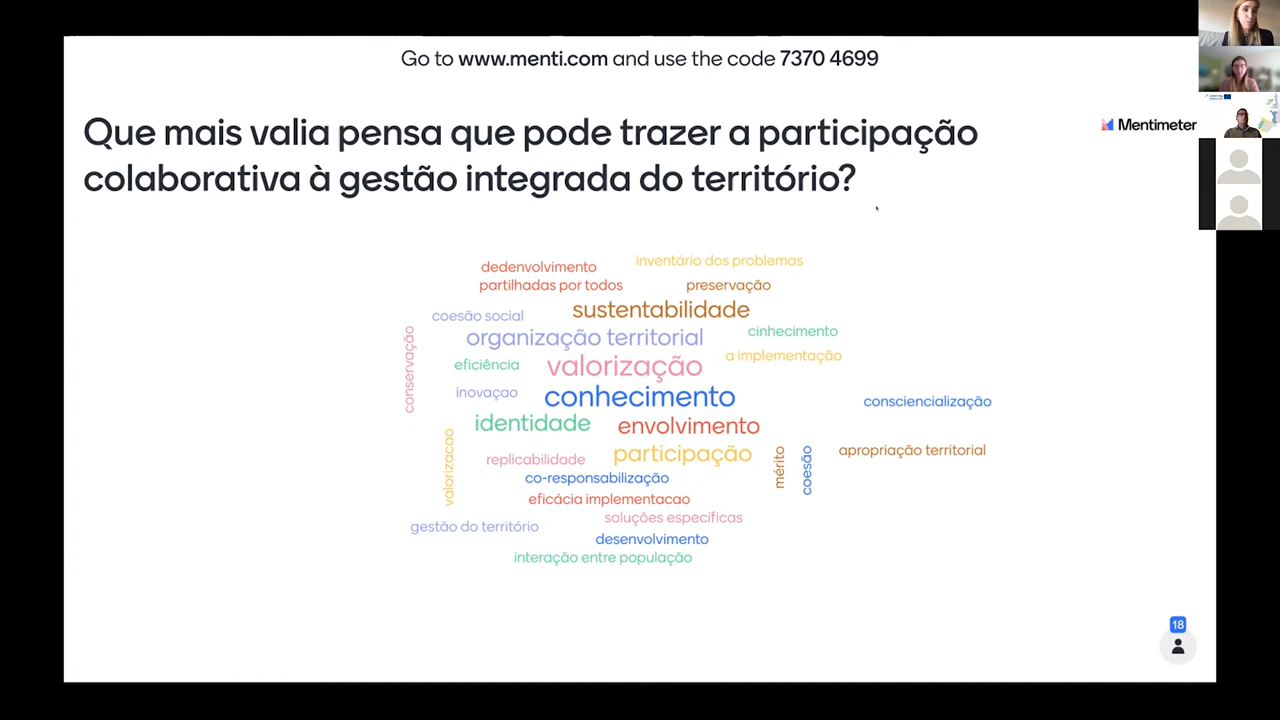 Go to www.menti.com and use the code 7370 4699
Que mais valia pensa que pode trazer a participação
colaborativa à gestão integrada do território?
Mentimeter
dedenvolvimento
inventário dos problemas
partilhadas por todos
preservação
sustentabilidade
coesão social
organização territorial
cinhecimento
a implementação
conservação
eficiência
valorização
inovaçao
conhecimento
consciencialização
identidade
envolvimento
valorizacao
replicabilidade
participação
mérito
coesão
apropriação territorial
co-responsabilização
eficácia implementacao
soluções específicas
gestão do território
desenvolvimento
interação entre população
18